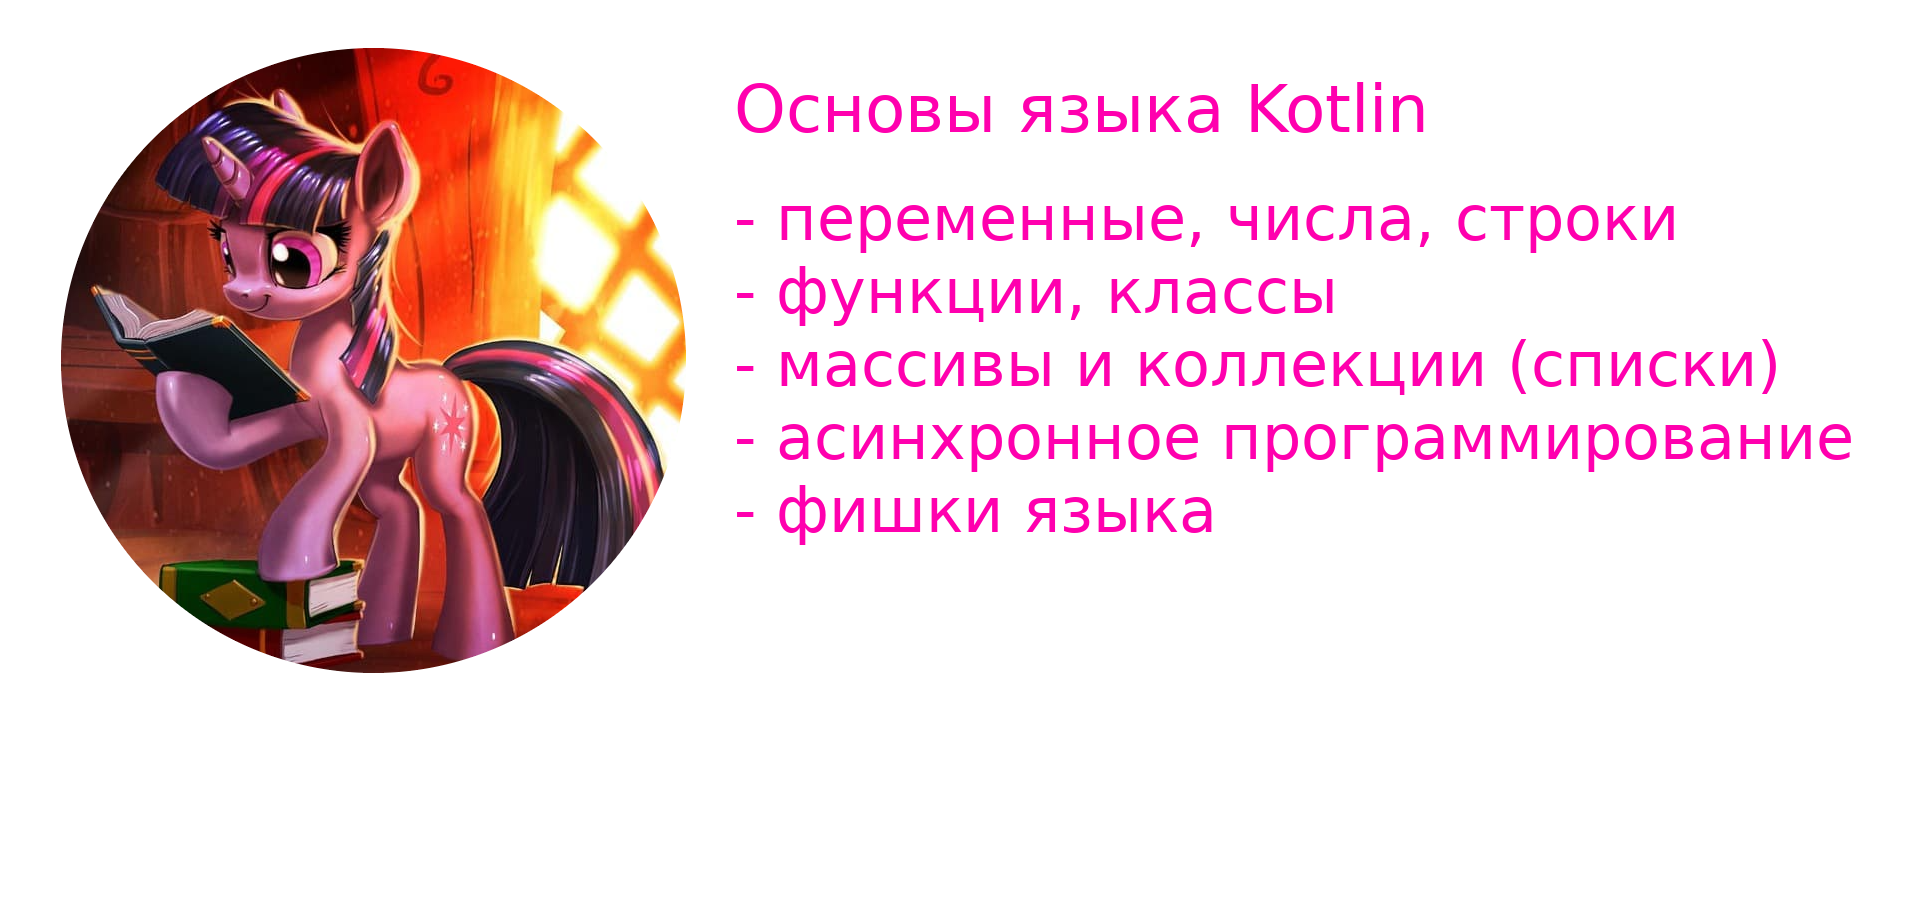 Основы языка Kotlin
- переменные, числа, строки
- функции, классы
- массивы и коллекции (списки)
- асинхронное программирование
- фишки языка